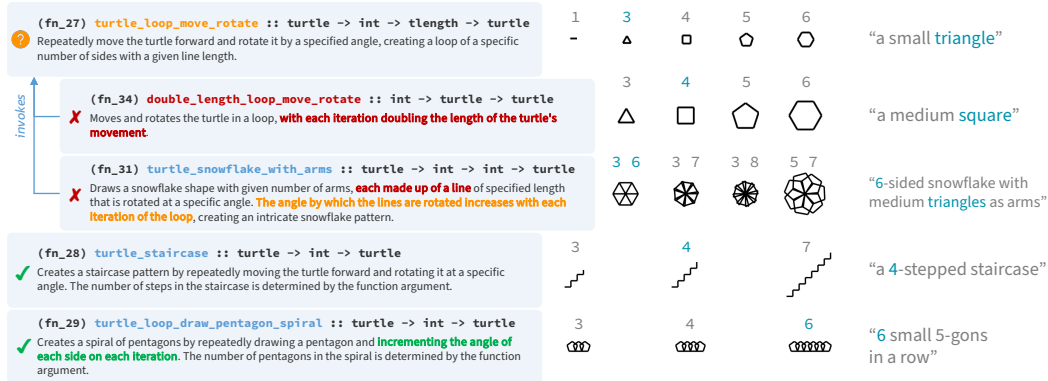 (fn_27) turtle_loop_move_rotate :: turtle -> int -> tlength -> turtle
Repeatedly move the turtle forward and rotate it by a specified angle, creating a loop of a specific
number of sides with a given line length.
1 3 4 5 6
“a small triangle”
invokes
(fn_34) double_length_loop_move_rotate :: int -> turtle -> turtle
Moves and rotates the turtle in a loop, with each iteration doubling the length of the turtle's
movement.
3 4 5 6
“a medium square”
(fn_31) turtle_snowflake_with_arms :: turtle -> int -> int -> turtle
Draws a snowflake shape with given number of arms, each made up of a line of specified length
that is rotated at a specific angle. The angle by which the lines are rotated increases with each
iteration of the loop, creating an intricate snowflake pattern.
3 6 3 7 3 8 5 7
“6-sided snowflake with
medium triangles as arms”
(fn_28) turtle_staircase :: turtle -> int -> turtle
Creates a staircase pattern by repeatedly moving the turtle forward and rotating it at a specific
angle. The number of steps in the staircase is determined by the function argument.
3 4 7
“a 4-stepped staircase”
(fn_29) turtle_loop_draw_pentagon_spiral :: turtle -> int -> turtle
Creates a spiral of pentagons by repeatedly drawing a pentagon and incrementing the angle of
each side on each iteration. The number of pentagons in the spiral is determined by the function
argument.
3 4 6
“6 small 5-gons
in a row”